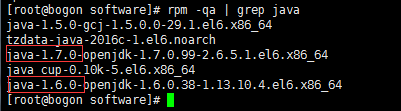 [root@bogon software]# rpm -qa | grep java
java-1.5.0-gcj-1.5.0.0-29.1.el6.x86_64
tzdata-java-2016c-1.el6.noarch
java-1.7.0-openjdk-1.7.0.99-2.6.5.1.el6.x86_64
java_cup-0.10k-5.el6.x86_64
java-1.6.0-openjdk-1.6.0.38-1.13.10.4.el6.x86_64
[root@bogon software]#